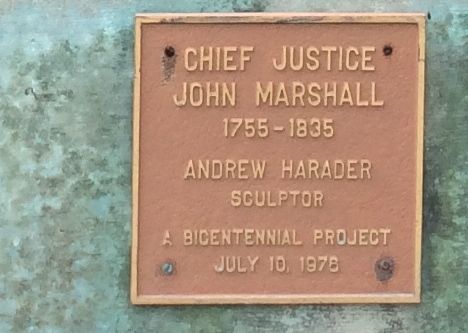 CHIEF JUSTICE
JOHN MARSHALL
1755-1835
ANDREW HARADER
SCULPTOR
A BICENTENNIAL PROJECT
JULY 10, 1976